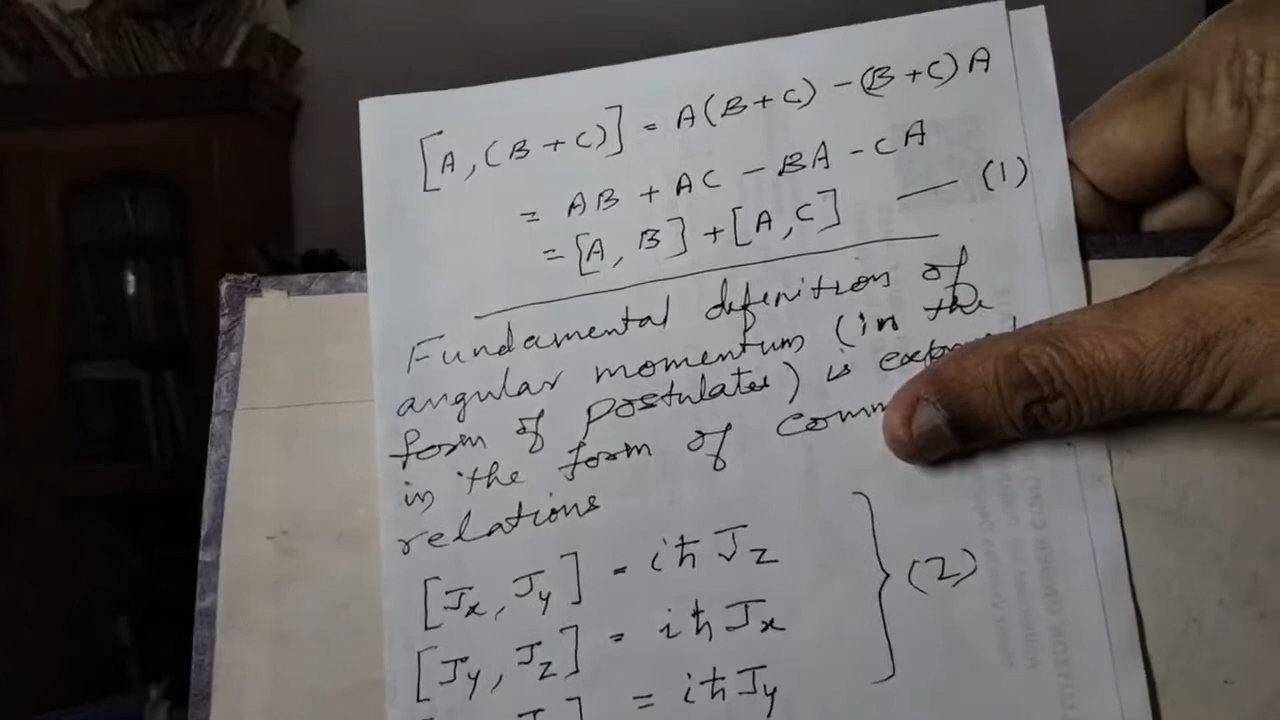 [A, (B + C)] = A(B + C) - (B + C) A
= AB + AC - BA - CA
= [A, B] + [A, C] — (1)
Fundamental definition of
angular momentum (in the
form of postulates) is
in the form of
relations
[Jx, Jy] = iħ Jz
[Jy, Jz] = iħ Jx } (2)
= iħ Jy